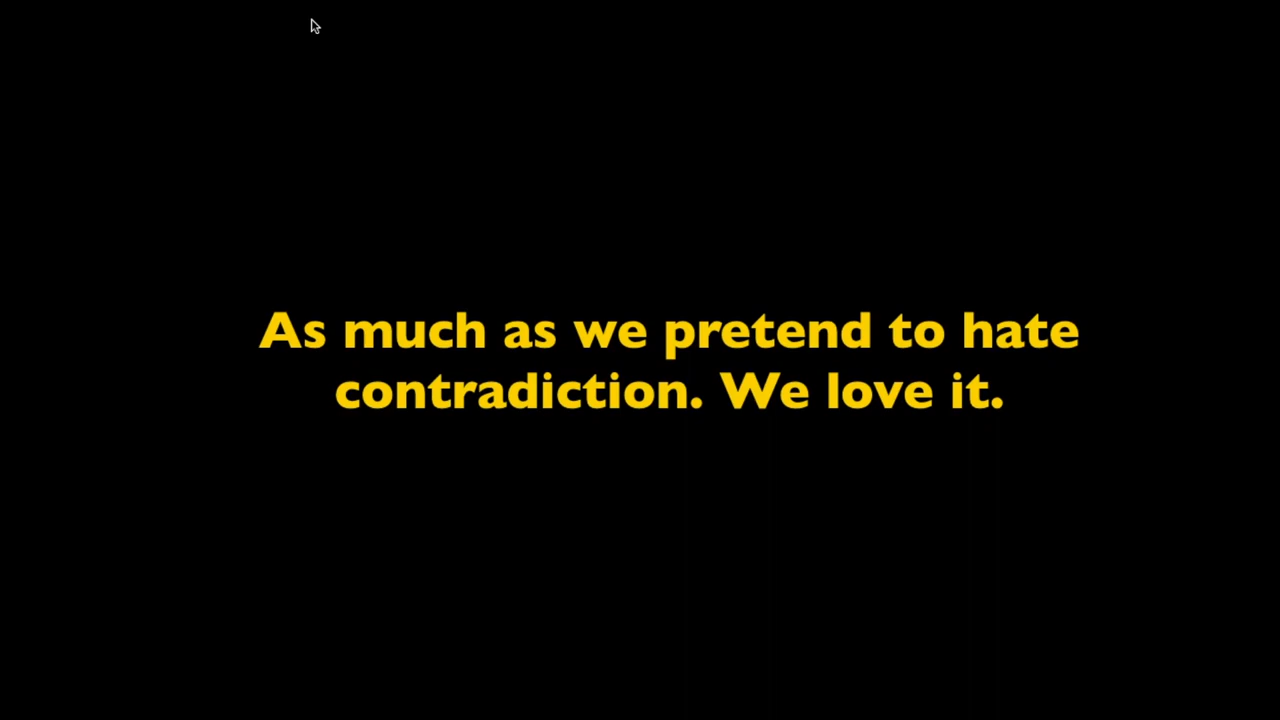 As much as we pretend to hate
contradiction. We love it.